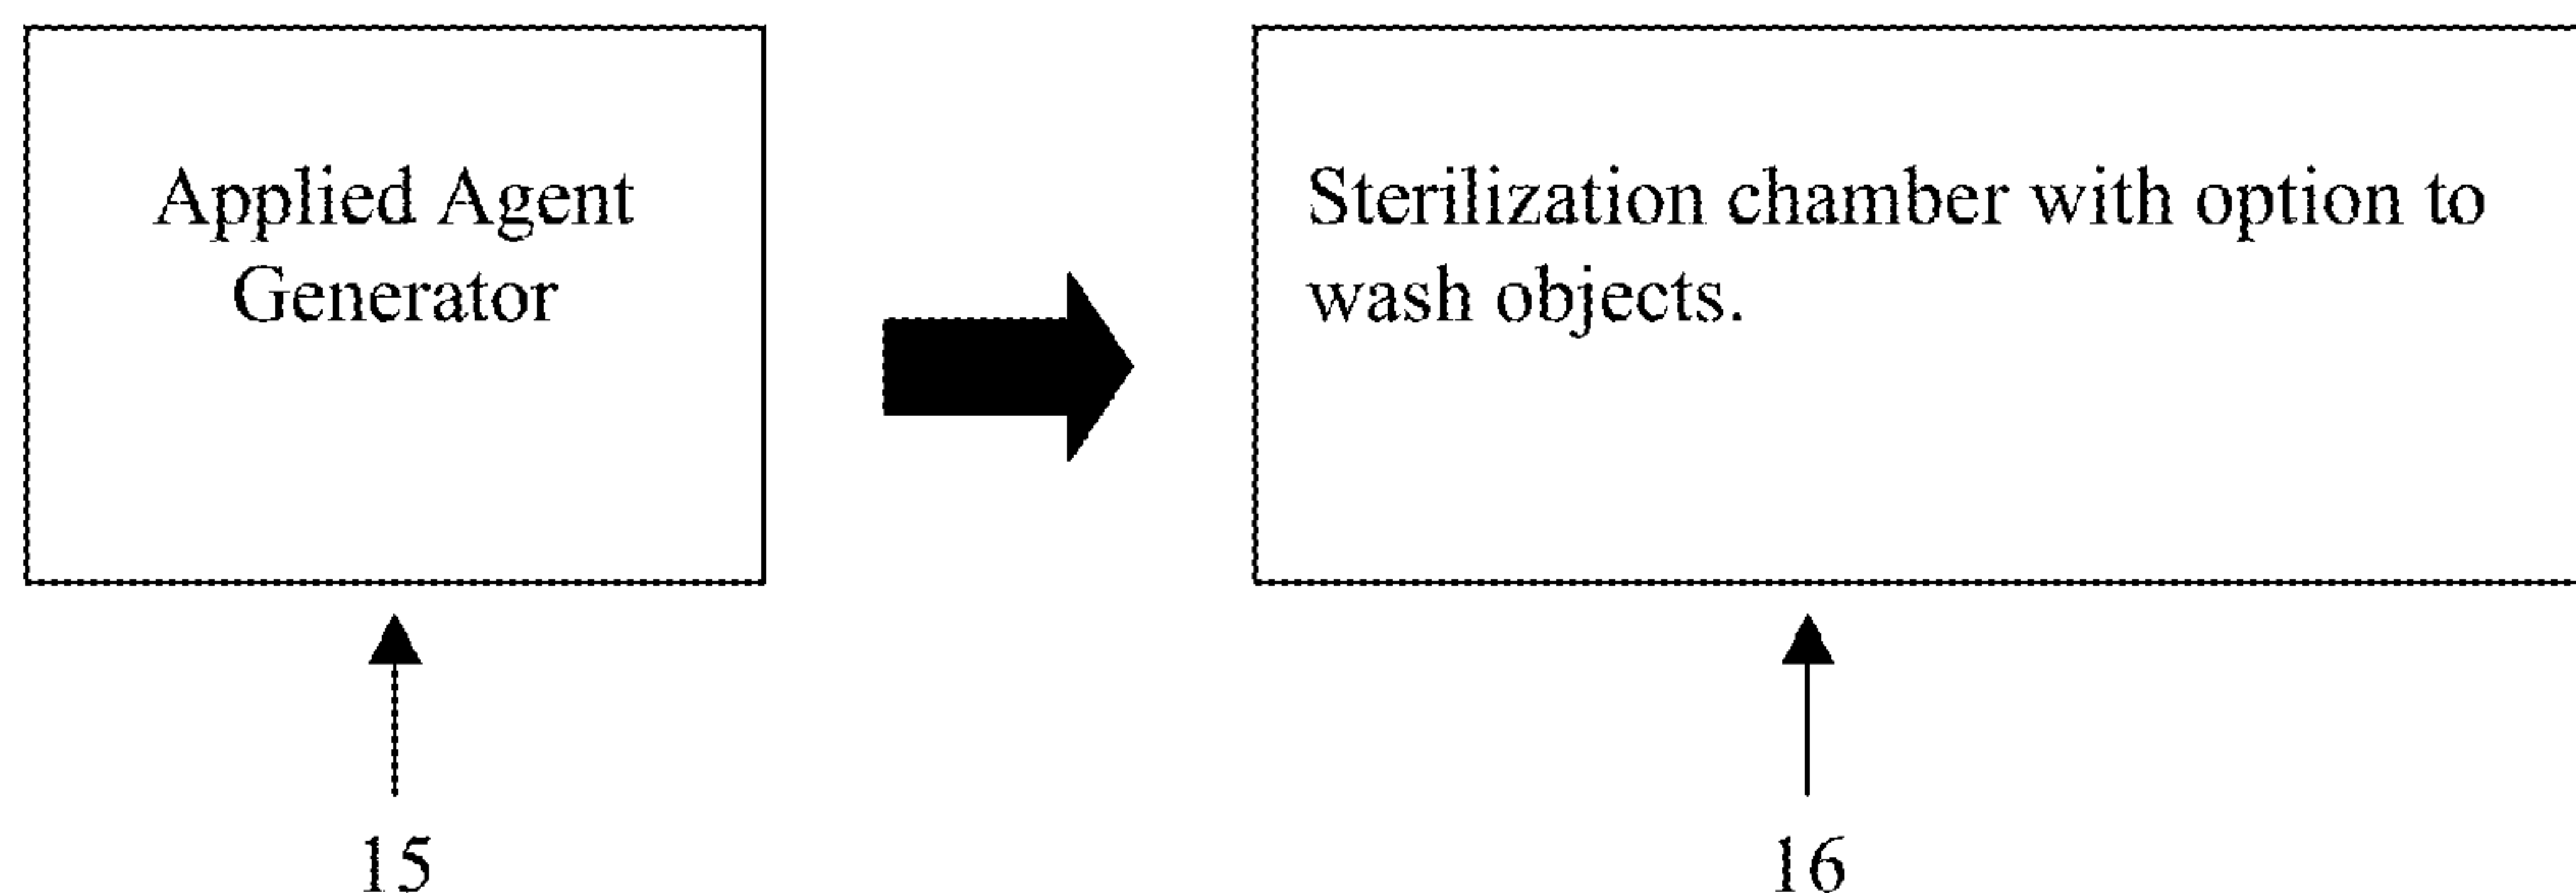 Applied Agent
Generator
Sterilization chamber with option to
wash objects.
15
16